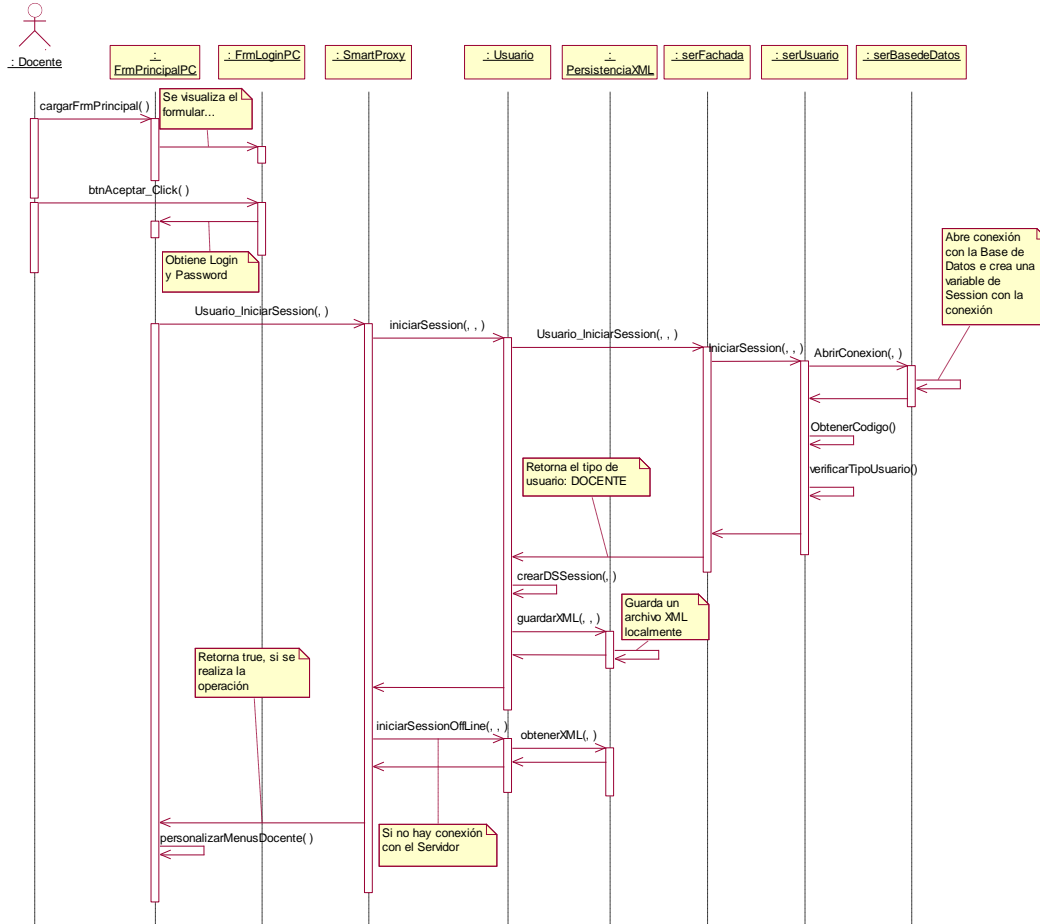 : Docente
:
FrmPrincipalPC
: FrmLoginPC
: SmartProxy
: Usuario
:
PersistenciaXML
: serFachada
: serUsuario
: serBasedeDatos
cargarFrmPrincipal( )
Se visualiza el
formular...
btnAceptar_Click( )
Obtiene Login
y Password
Abre conexión
con la Base de
Datos e crea una
variable de
Session con la
conexión
Usuario_IniciarSession(, )
iniciarSession(, , )
Usuario_IniciarSession(, , )
IniciarSession(, , )
AbrirConexion(, )
ObtenerCodigo()
verificarTipoUsuario()
Retorna el tipo de
usuario: DOCENTE
crearDSSession(, )
guardarXML(, , )
Guarda un
archivo XML
localmente
Retorna true, si se
realiza la
operación
iniciarSessionOffLine(, , )
obtenerXML(, )
Si no hay conexión
con el Servidor
personalizarMenusDocente( )